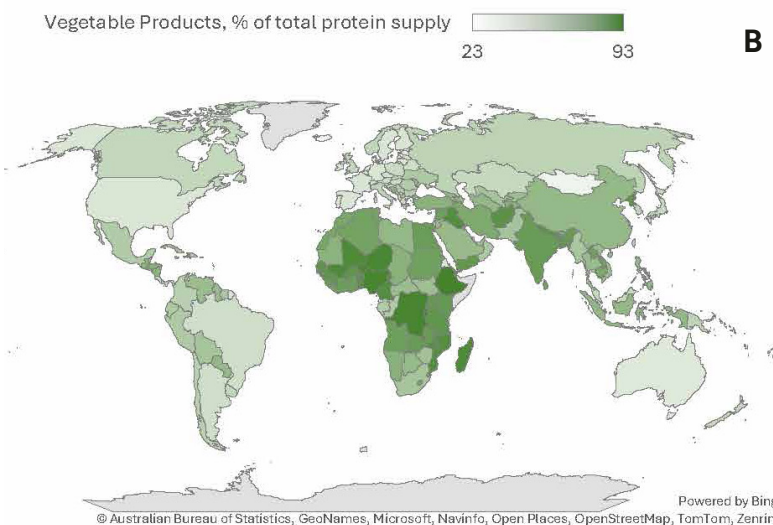 Vegetable Products, % of total protein supply
23 93
B
Powered by Bing
© Australian Bureau of Statistics, GeoNames, Microsoft, Navinfo, Open Places, OpenStreetMap, TomTom, Zenrin